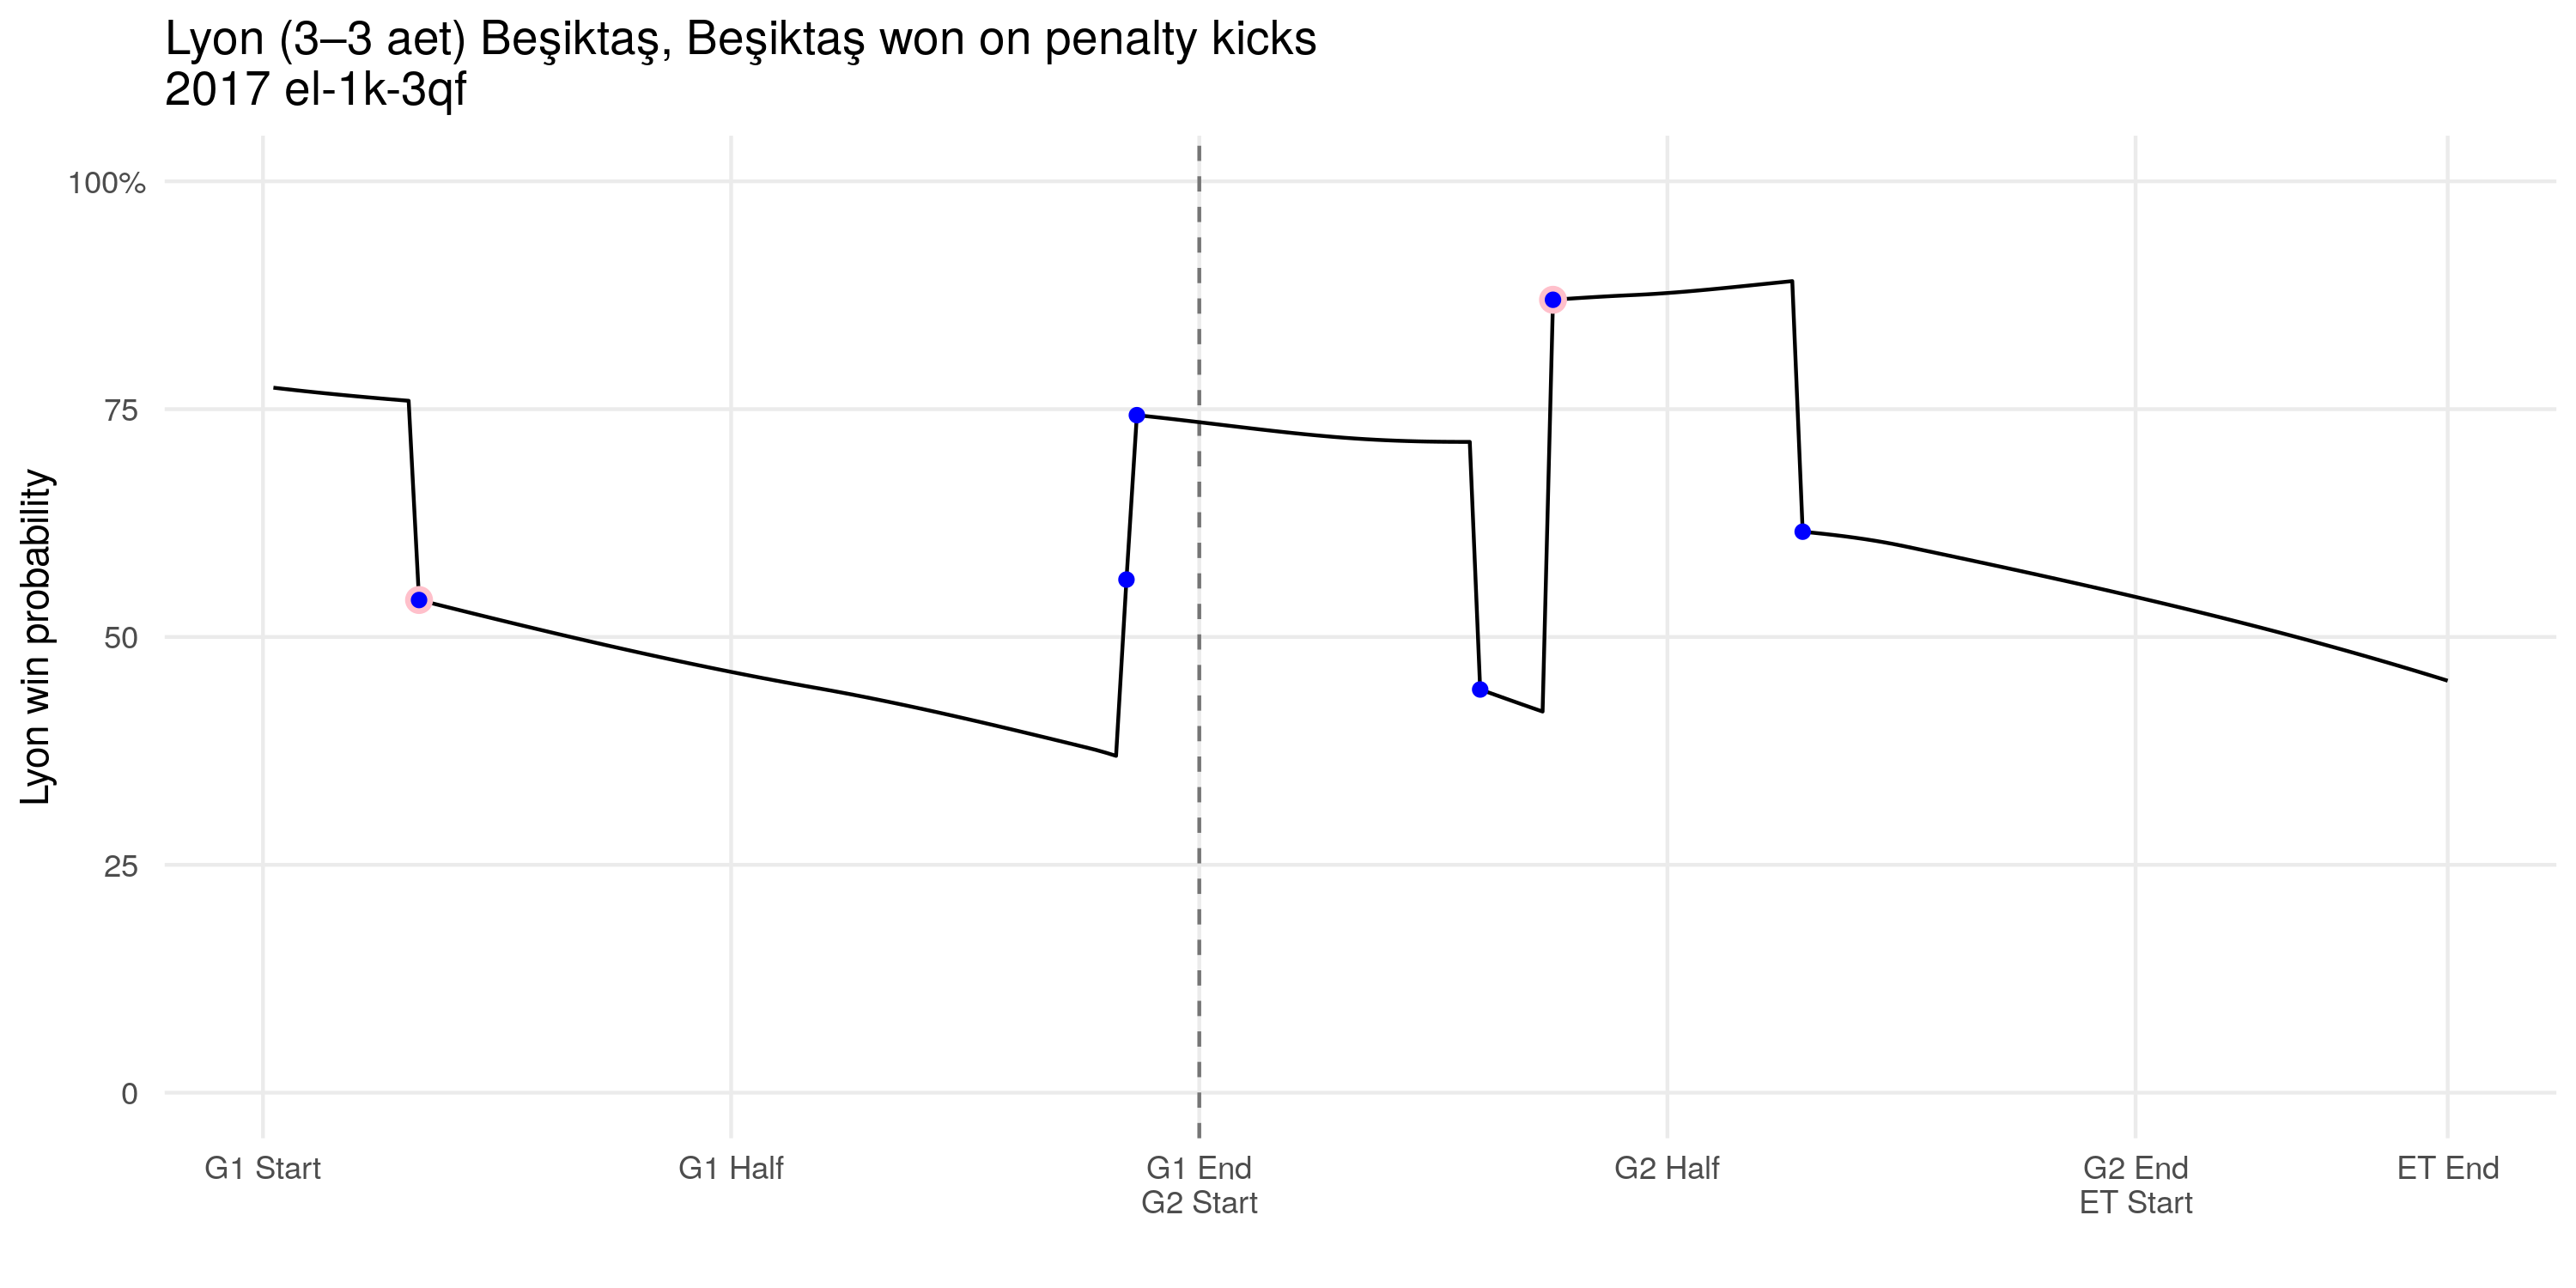 Lyon (3–3 aet) Beşiktaş, Beşiktaş won on penalty kicks
2017 el-1k-3qf
Lyon win probability
100%
75
50
25
0
G1 Start
G1 Half
G1 End
G2 Start
G2 Half
G2 End
ET Start
ET End